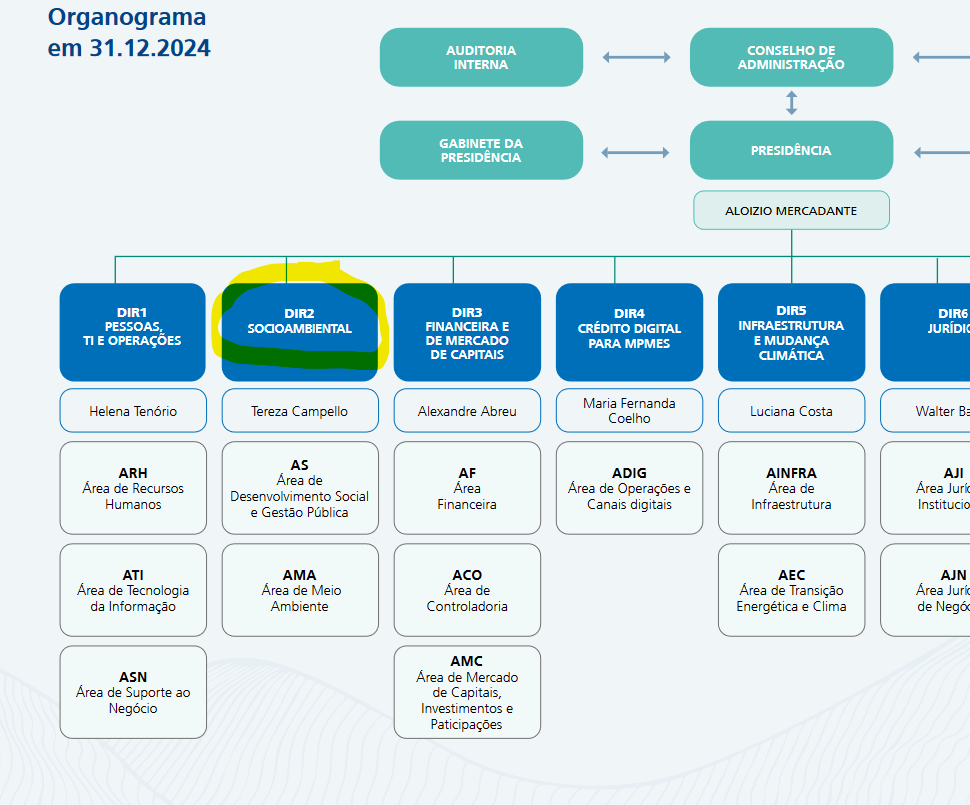 Organograma
em 31.12.2024
AUDITORIA
INTERNA
CONSELHO DE
ADMINISTRAÇÃO
GABINETE DA
PRESIDÊNCIA
PRESIDÊNCIA
ALOIZIO MERCADANTE
DIR1
PESSOAS,
TI E OPERAÇÕES
DIR2
SOCIOAMBIENTAL
DIR3
FINANCEIRA E
DE MERCADO
DE CAPITAIS
DIR4
CRÉDITO DIGITAL
PARA MPMES
DIR5
INFRAESTRUTURA
E MUDANÇA
CLIMÁTICA
DIR6
Helena Tenório
Tereza Campello
Alexandre Abreu
Maria Fernanda
Coelho
Luciana Costa
Walter
ARH
Área de Recursos
Humanos
AS
Área de
Desenvolvimento Social
e Gestão Pública
AF
Área
Financeira
ADIG
Área de Operações e
Canais digitais
AINFRA
Área de
Infraestrutura
AJI
Área
ATI
Área de Tecnologia
da Informação
AMA
Área de Meio
Ambiente
ACO
Área de
Controladoria
AEC
Área de Transição
Energética e Clima
AJN
Área
de
ASN
Área de Suporte ao
Negócio
AMC
Área de Mercado
de Capitais,
Investimentos e
Paticipações